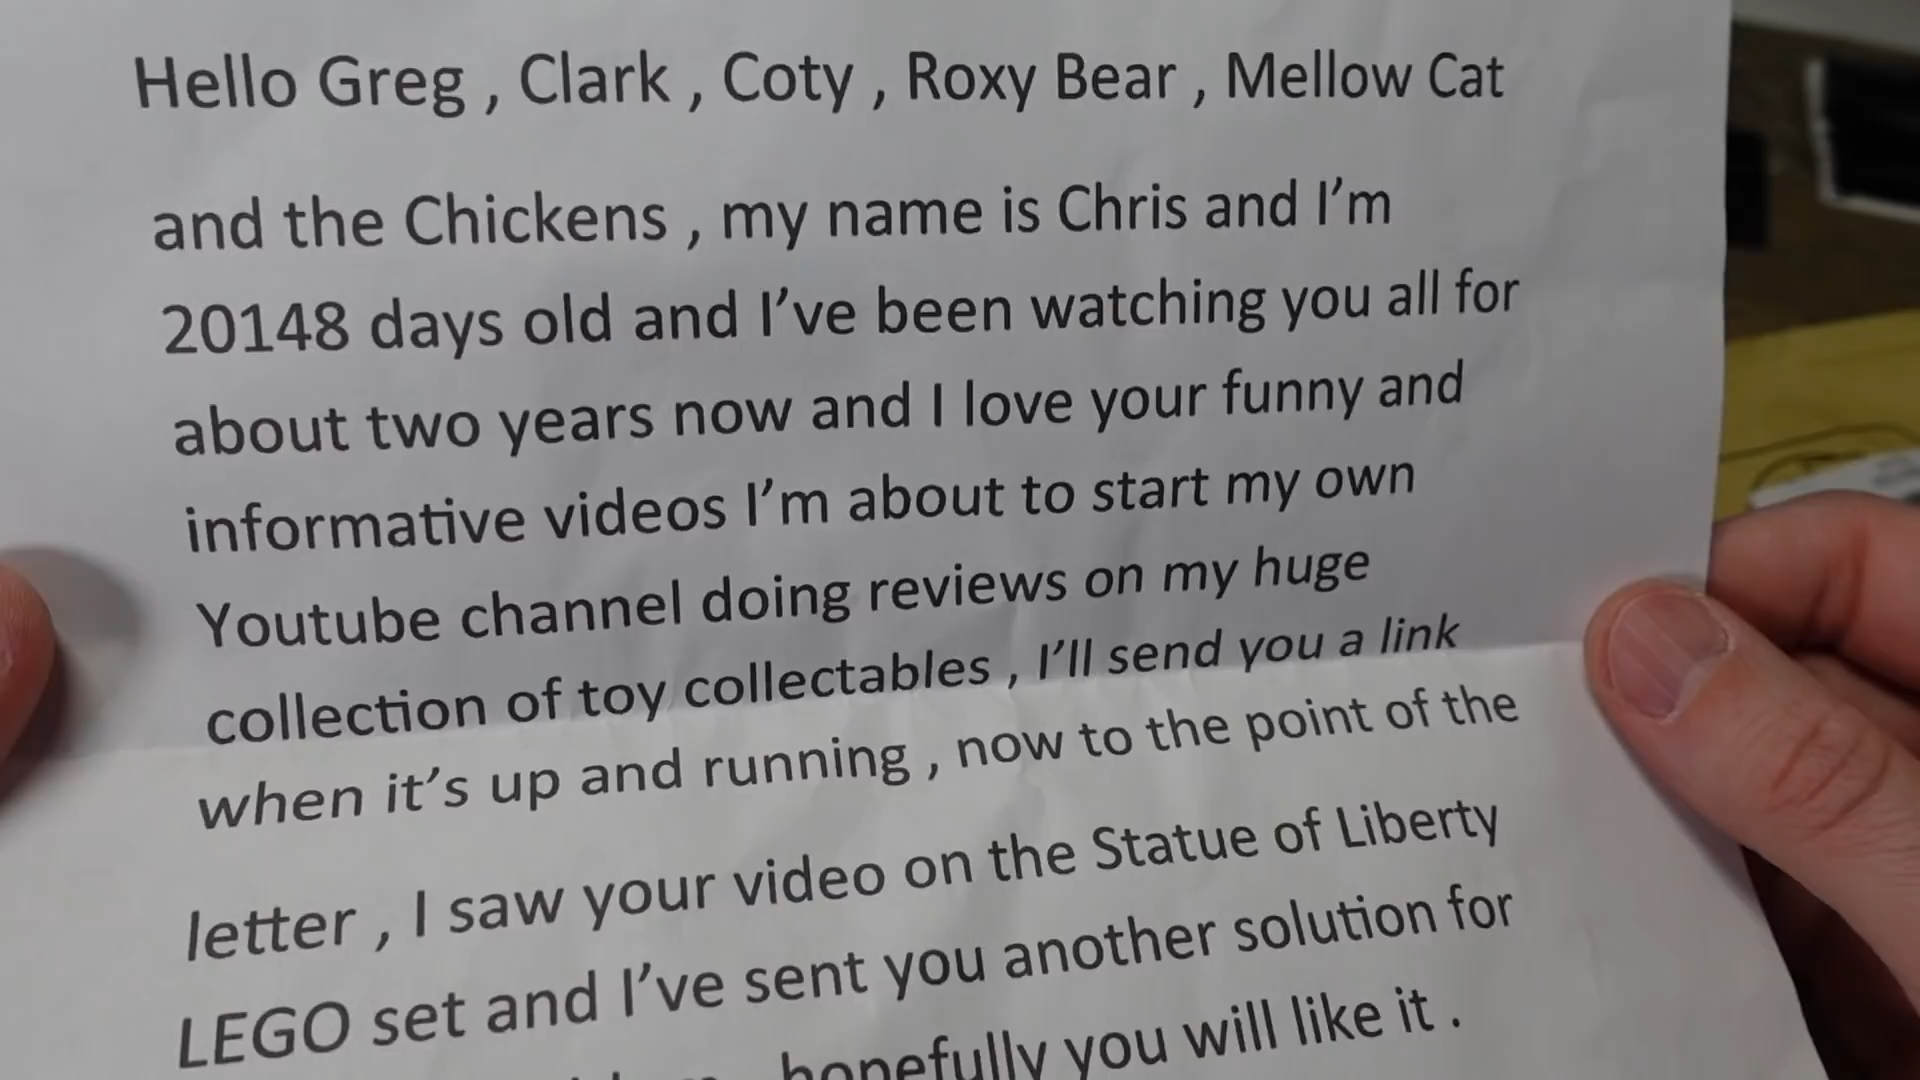 Hello Greg , Clark , Coty , Roxy Bear , Mellow Cat
and the Chickens , my name is Chris and I’m
20148 days old and I’ve been watching you all for
about two years now and I love your funny and
informative videos I’m about to start my own
Youtube channel doing reviews on my huge
collection of toy collectables , I’ll send you a link
when it’s up and running , now to the point of the
letter , I saw your video on the Statue of Liberty
LEGO set and I’ve sent you another solution for
hopefully you will like it .